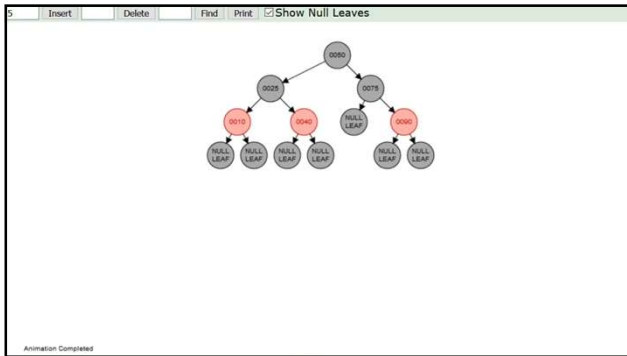 5 Insert Delete Find Print Show Null Leaves
0050
0025 0075
0010 0040 NULL LEAF 0090
NULL LEAF NULL LEAF NULL LEAF NULL LEAF NULL LEAF NULL LEAF
Animation Completed